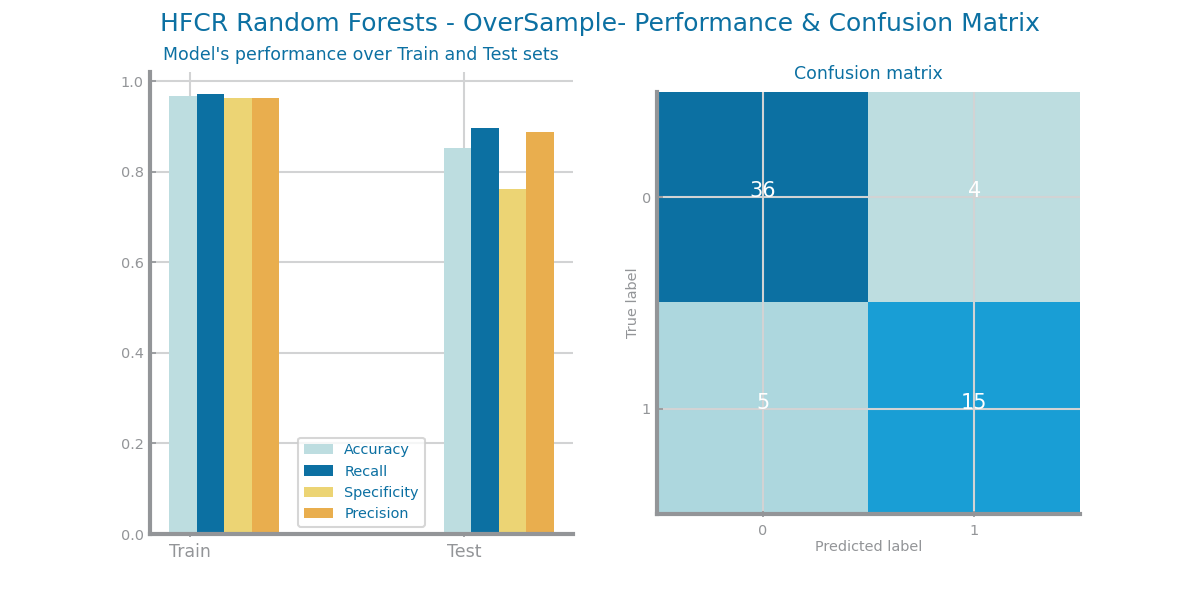 HFCR Random Forests - OverSample- Performance & Confusion Matrix
Model's performance over Train and Test sets
1.0
0.8
0.6
0.4
0.2
0.0
Accuracy
Recall
Specificity
Precision
Train Test
Confusion matrix
True label
0
1
36 4
5 15
0 1
Predicted label